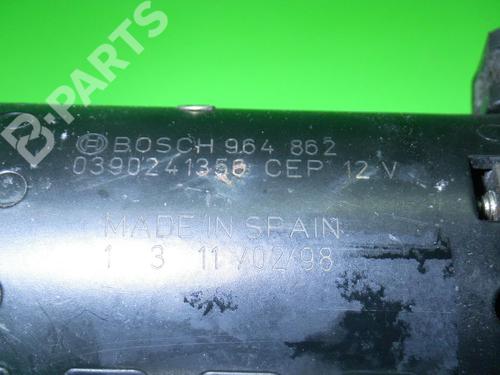 B-PARTS
BOSCH 964 862
0390241358 CEP 12 V
MADE IN SPAIN
1 3 11/02/98